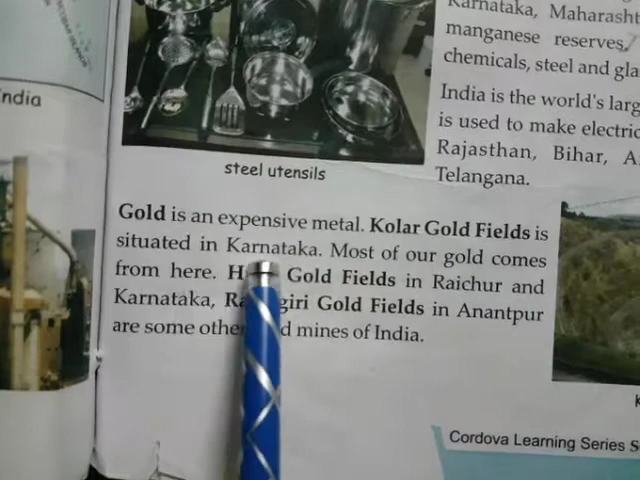 ndia
steel utensils
Gold is an expensive metal. Kolar Gold Fields is
situated in Karnataka. Most of our gold comes
from here. H Gold Fields in Raichur and
Karnataka, Ra giri Gold Fields in Anantpur
are some othe d mines of India.
Karnataka, Maharasht
manganese reserves,
chemicals, steel and gla
India is the world's larg
is used to make electric
Rajasthan, Bihar, A
Telangana.
K
Cordova Learning Series S